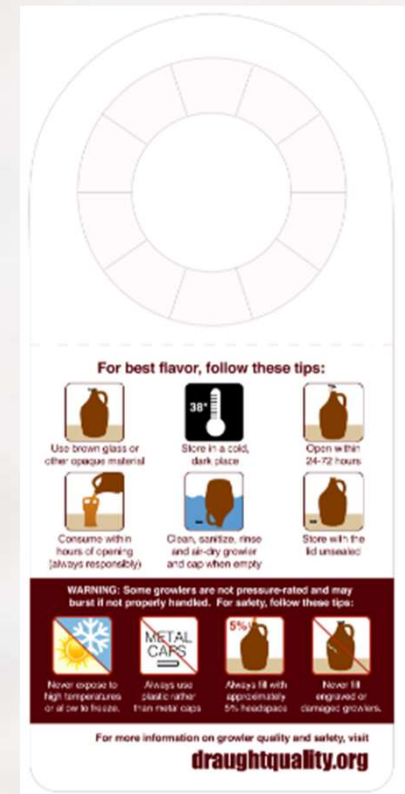 For best flavor, follow these tips:
38°
Use brown glass or
other opaque material
Store in a cold,
dark place
Open within
24-72 hours
Consume within
hours of opening
(always responsibly)
Clean, sanitize, rinse
and air-dry growler
and cap when empty
Store with the
lid unsealed
WARNING: Some growlers are not pressure-rated and may
burst if not properly handled. For safety, follow these tips:
METAL
CAPS
5%
Never expose to
high temperatures
or allow to freeze.
Always use
plastic rather
than metal caps
Always fill with
approximately
5% headspace
Never fill
engraved or
damaged growlers.
For more information on growler quality and safety, visit
draughtquality.org